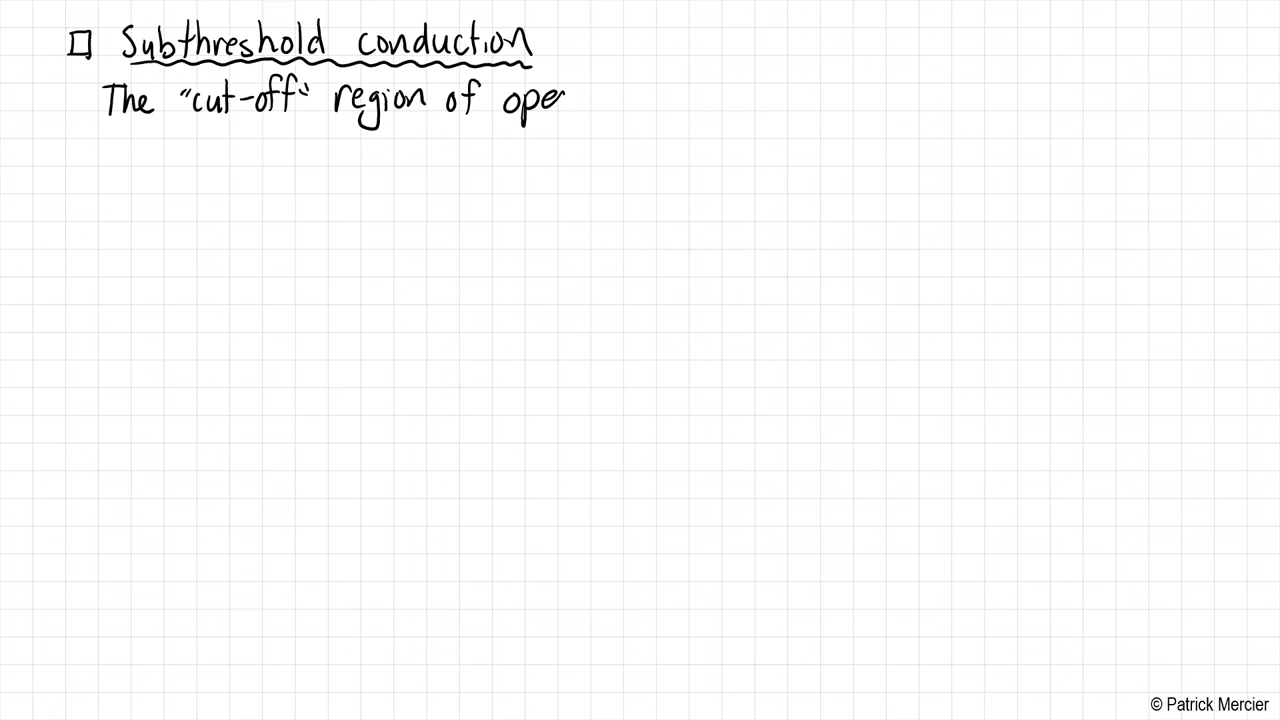 Subthreshold conduction
The "cut-off" region of ope
© Patrick Mercier